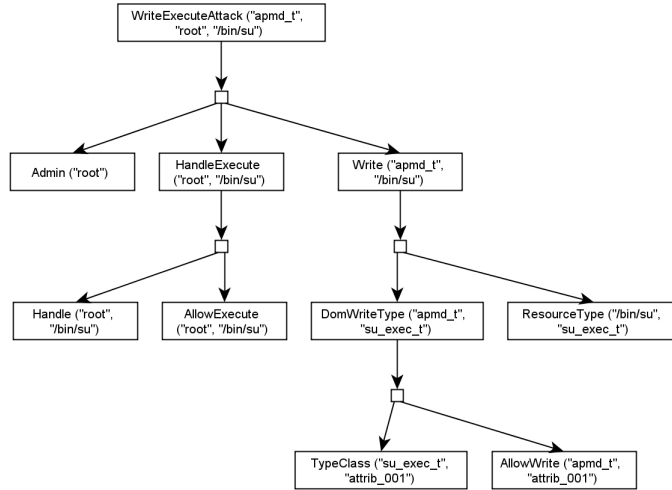 WriteExecuteAttack ("apmd_t",
"root", "/bin/su")
Admin ("root")
HandleExecute
("root", "/bin/su")
Write ("apmd_t",
"/bin/su")
Handle ("root",
"/bin/su")
AllowExecute
("root", "/bin/su")
DomWriteType ("apmd_t",
"su_exec_t")
ResourceType ("/bin/su",
"su_exec_t")
TypeClass ("su_exec_t",
"attrib_001")
AllowWrite ("apmd_t",
"attrib_001")